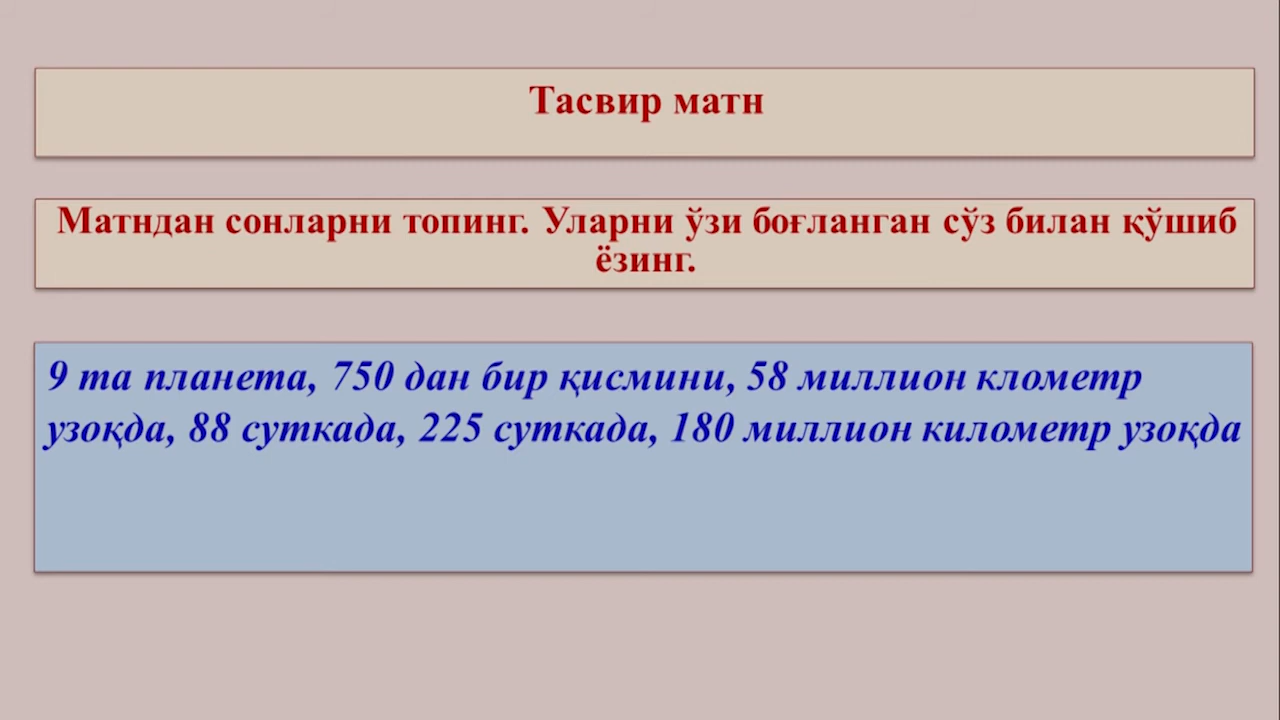 Тасвир матн
Матндан сонларни топинг. Уларни ўзи боғланган сўз билан қўшиб
ёзинг.
9 та планета, 750 дан бир қисмини, 58 миллион клометр
узоқда, 88 суткада, 225 суткада, 180 миллион километр узоқда